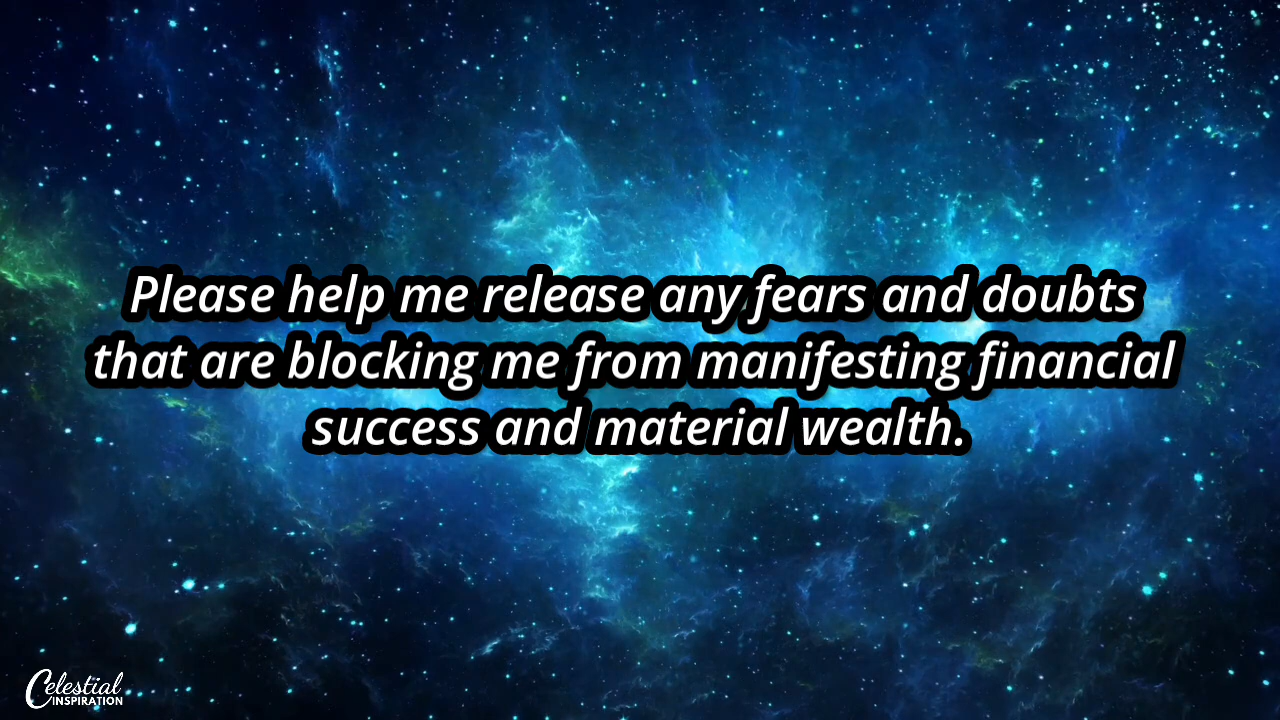 Please help me release any fears and doubts
that are blocking me from manifesting financial
success and material wealth.
Celestial
INSPIRATION